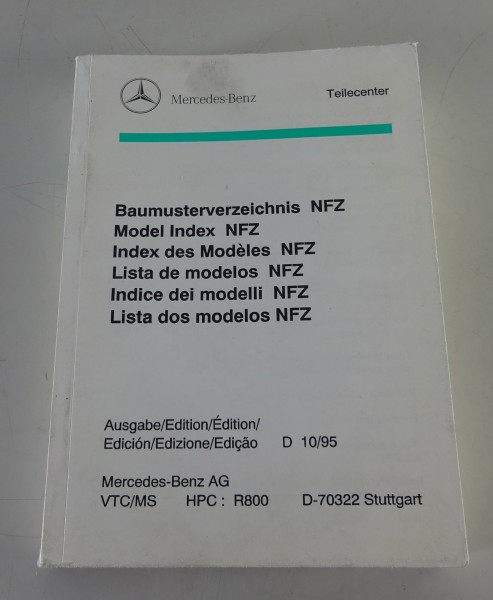 Mercedes-Benz Teilecenter
Baumusterverzeichnis NFZ
Model Index NFZ
Index des Modèles NFZ
Lista de modelos NFZ
Indice dei modelli NFZ
Lista dos modelos NFZ
Ausgabe/Edition/Édition/
Edición/Edizione/Edição D 10/95
Mercedes-Benz AG
VTC/MS HPC : R800 D-70322 Stuttgart